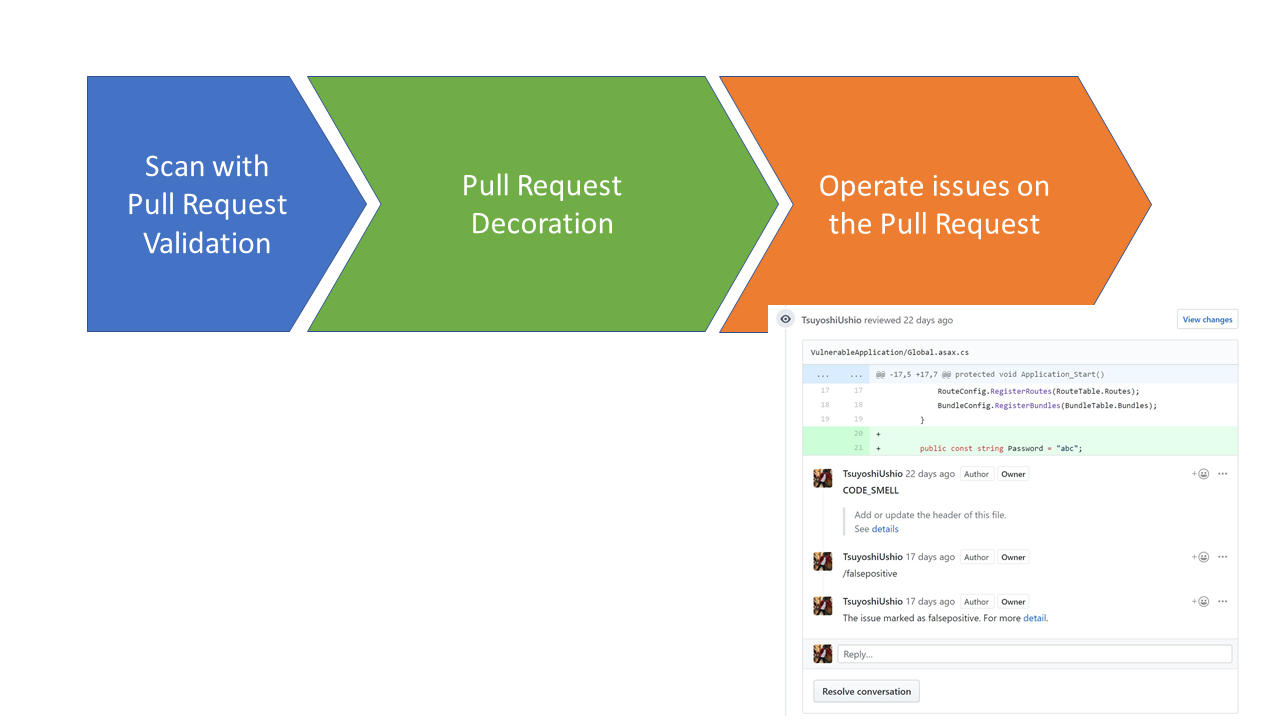 Scan with
Pull Request
Validation
Pull Request
Decoration
Operate issues on
the Pull Request
TsuyoshiUshio reviewed 22 days ago
View changes
VulnerableApplication/Global.asax.cs
... ... @@ -17,5 +17,7 @@ protected void Application_Start()
17 17 RouteConfig.RegisterRoutes(RouteTable.Routes);
18 18 BundleConfig.RegisterBundles(BundleTable.Bundles);
19 19 }
20 +
21 + public const string Password = "abc";
TsuyoshiUshio 22 days ago Author Owner
CODE_SMELL
Add or update the header of this file.
See details
TsuyoshiUshio 17 days ago Author Owner
/falsepositive
TsuyoshiUshio 17 days ago Author Owner
The issue marked as falsepositive. For more detail.
Reply...
Resolve conversation